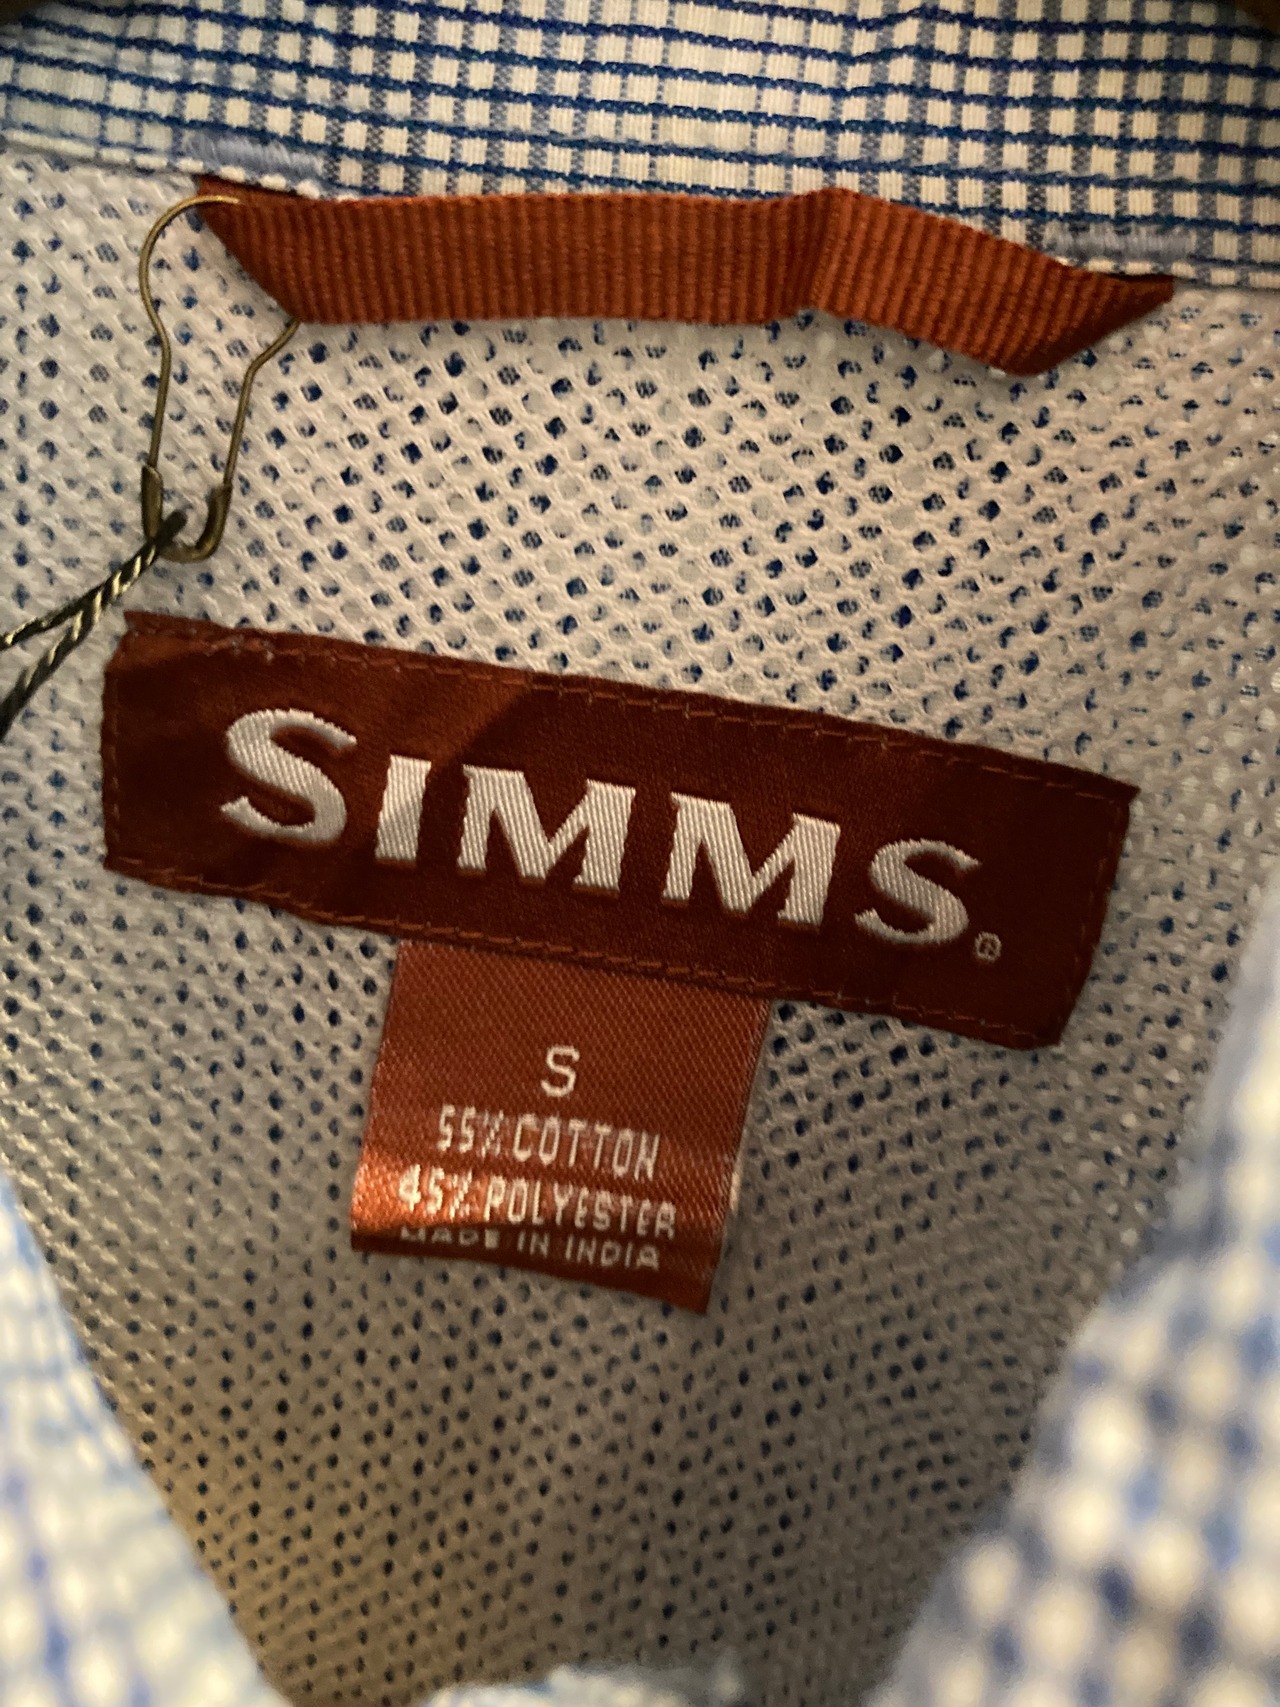 SIMMS®
S
55% COTTON
45% POLYESTER
MADE IN INDIA